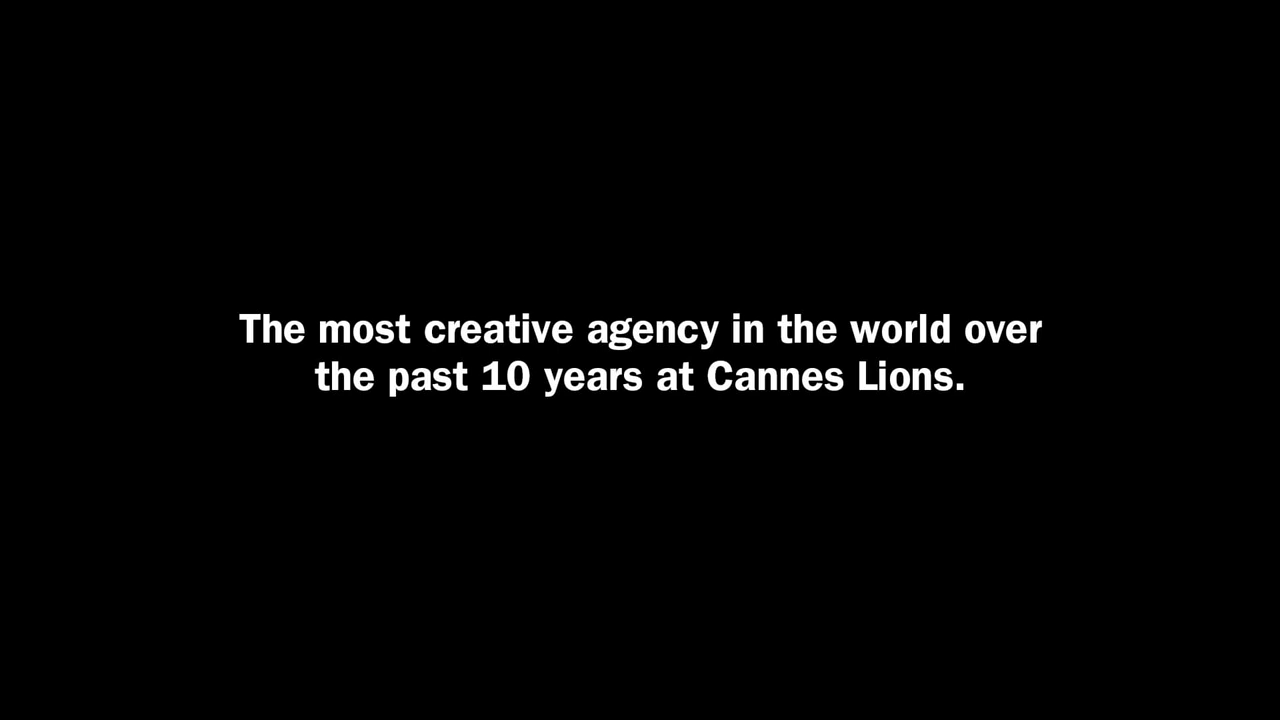 The most creative agency in the world over
the past 10 years at Cannes Lions.